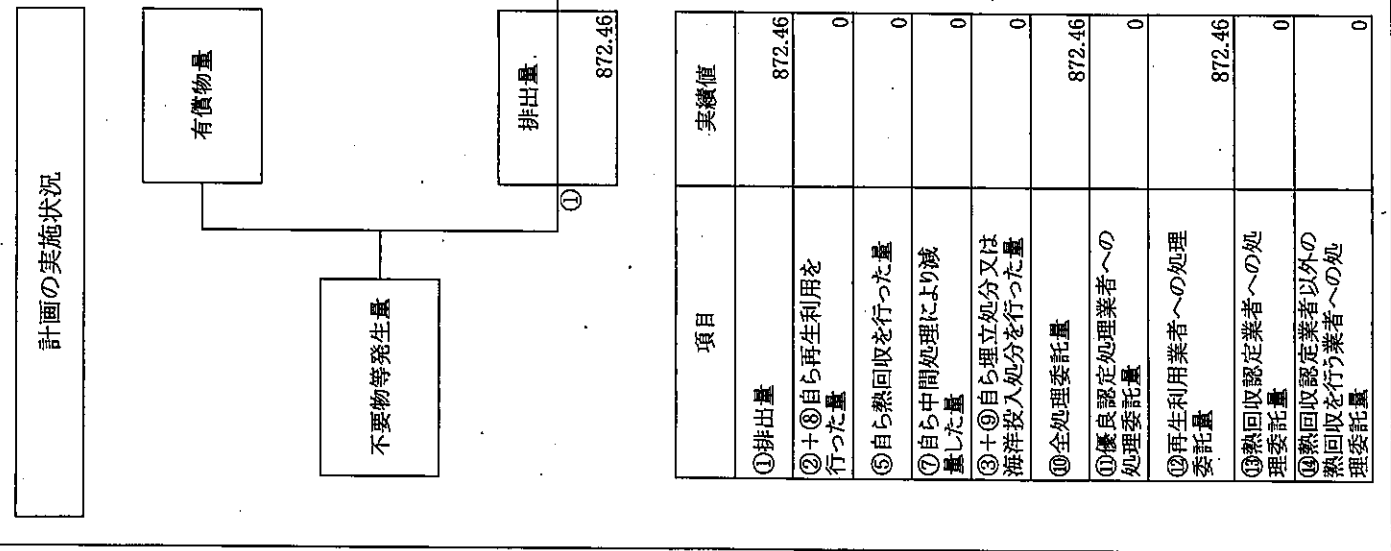 計画の実施状況
有償物量
不要物等発生量
排出量
①
872.46
項目
実績値
①排出量
872.46
②+⑧自ら再生利用を
行った量
0
⑤自ら熱回収を行った量
0
⑦自ら中間処理により減
量した量
0
③+⑨自ら埋立処分又は
海洋投入処分を行った量
0
⑩全処理委託量
872.46
⑪優良認定処理業者への
処理委託量
0
⑫再生利用業者への処理
委託量
872.46
⑬熱回収認定業者への処
理委託量
0
⑭熱回収認定業者以外の
熱回収を行う業者への処
理委託量
0